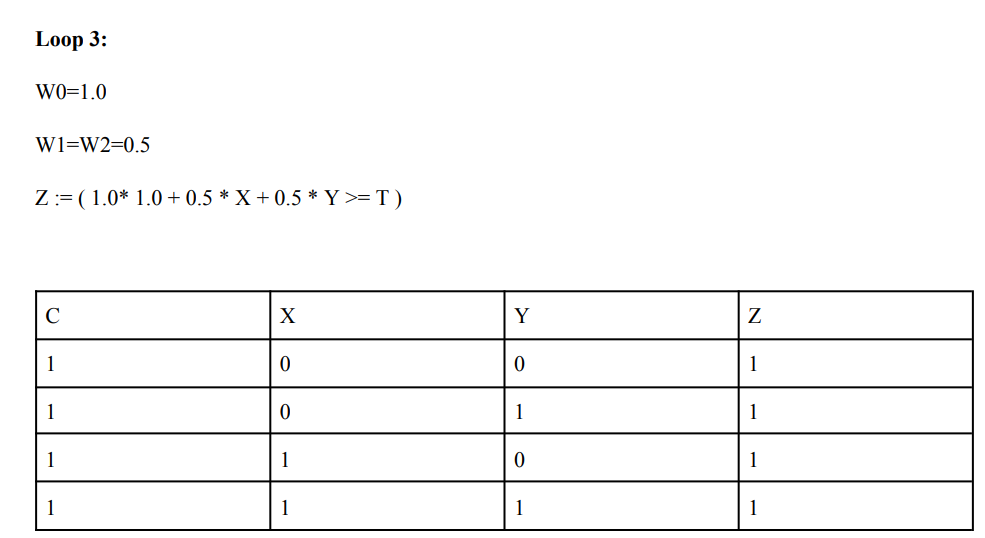 Loop 3:
W0=1.0
W1=W2=0.5
Z := ( 1.0* 1.0 + 0.5 * X + 0.5 * Y >= T )
C X Y Z
1 0 0 1
1 0 1 1
1 1 0 1
1 1 1 1